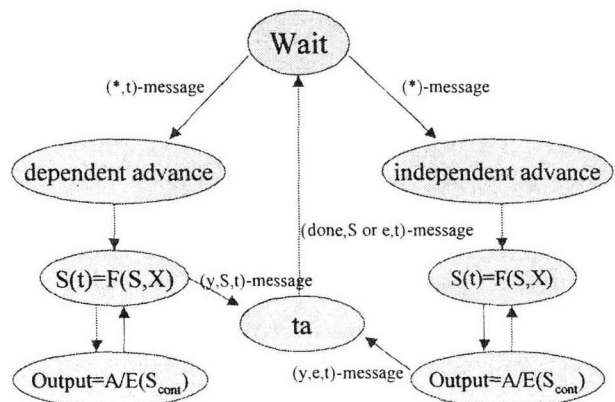 Wait
(*,t)-message
(*)-message
dependent advance
independent advance
(done,S or e,t)-message
S(t)=F(S,X)
(y,S,t)-message
S(t)=F(S,X)
ta
(y,e,t)-message
Output=A/E(S_cont)
Output=A/E(S_cont)